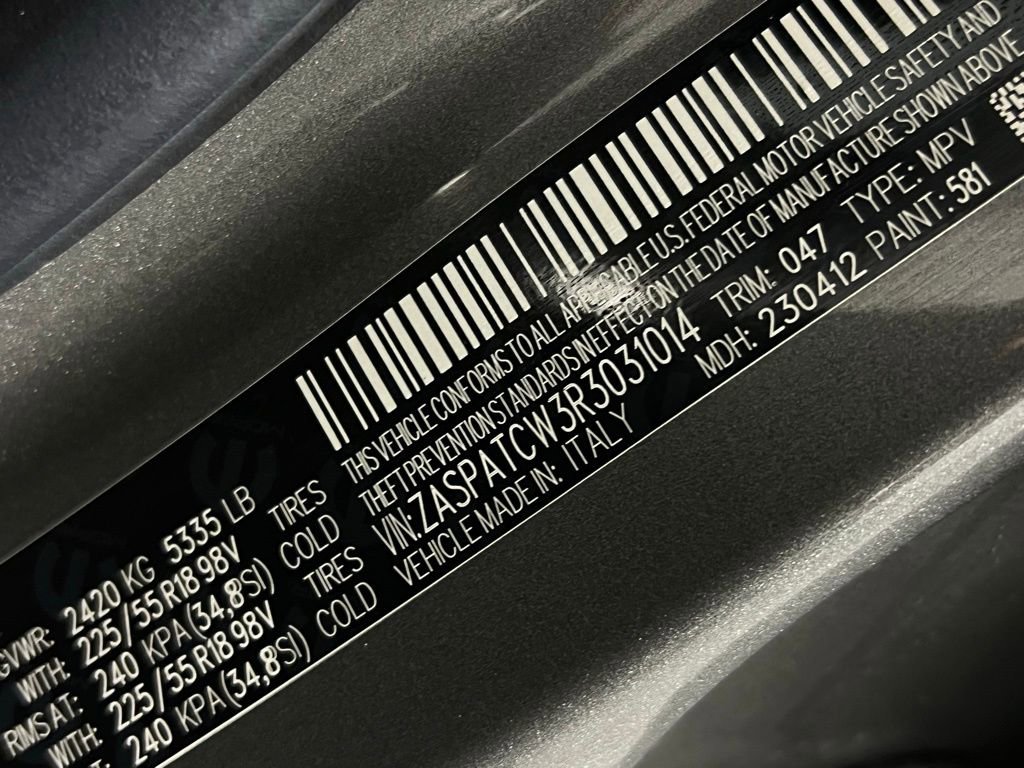 GVWR: 2420 KG 5335 LB
WITH: 225/55R18 98V TIRES
RIMS AT: 240 KPA(34,8SI) COLD
WITH: 225/55R18 98V TIRES
240 KPA(34,8SI) COLD
THIS VEHICLE CONFORMS TO ALL APPLICABLE U.S. FEDERAL MOTOR VEHICLE SAFETY AND
THEFT PREVENTION STANDARDS IN EFFECT ON THE DATE OF MANUFACTURE SHOWN ABOVE
VIN: ZASPATCW3R3031014 TRIM: 047 TYPE: MPV
VEHICLE MADE IN: ITALY MDH: 230412 PAINT: 581